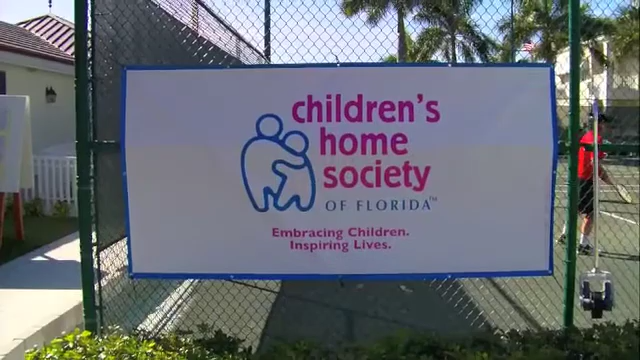 children's
home
society
OF FLORIDA™
Embracing Children.
Inspiring Lives.